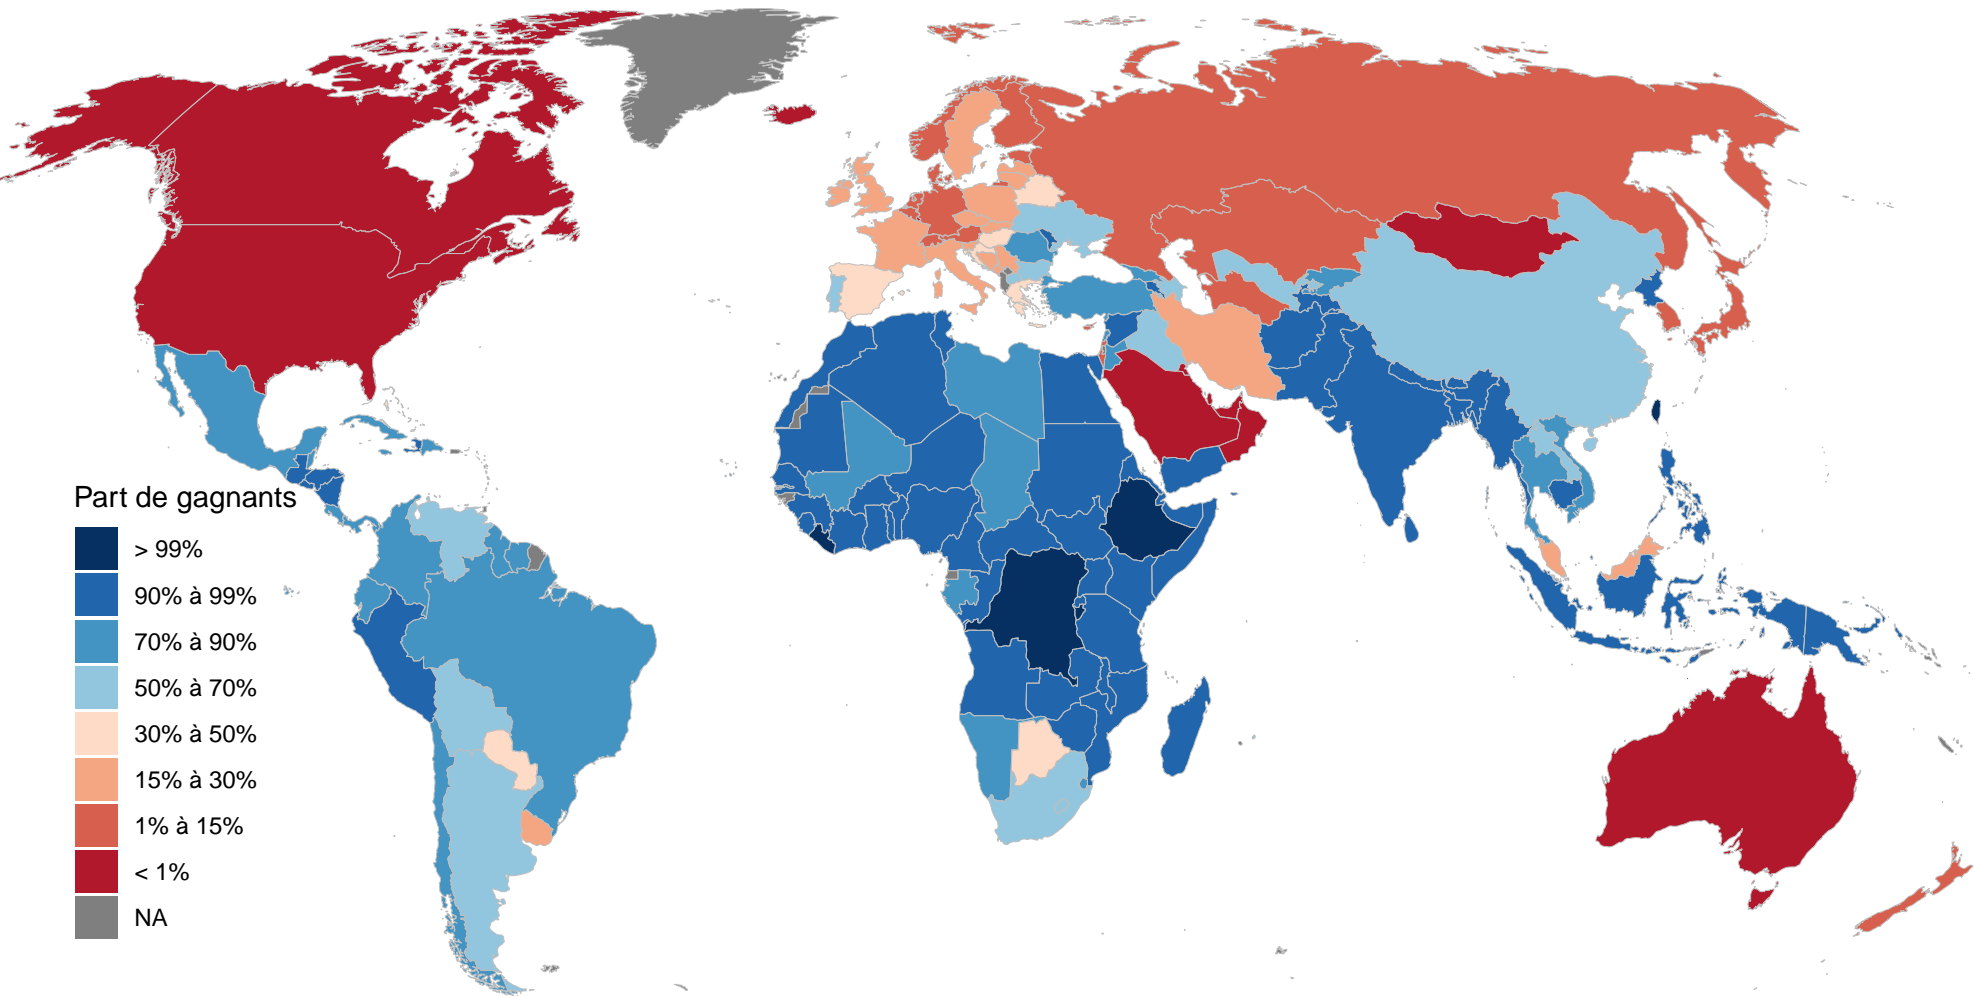 Part de gagnants
> 99%
90% à 99%
70% à 90%
50% à 70%
30% à 50%
15% à 30%
1% à 15%
< 1%
NA